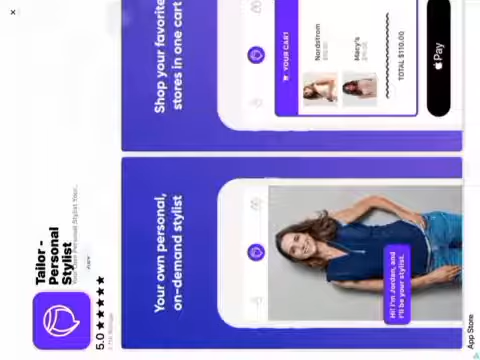 Tailor -
Personal
Stylist
5.0 ★★★★★
Your own personal,
on-demand stylist
Hi! I'm Jordan, and
I'll be your stylist.
Shop your favorite
stores in one cart
YOUR CART
Nordstrom
Macy's
TOTAL $110.00
Pay
App Store